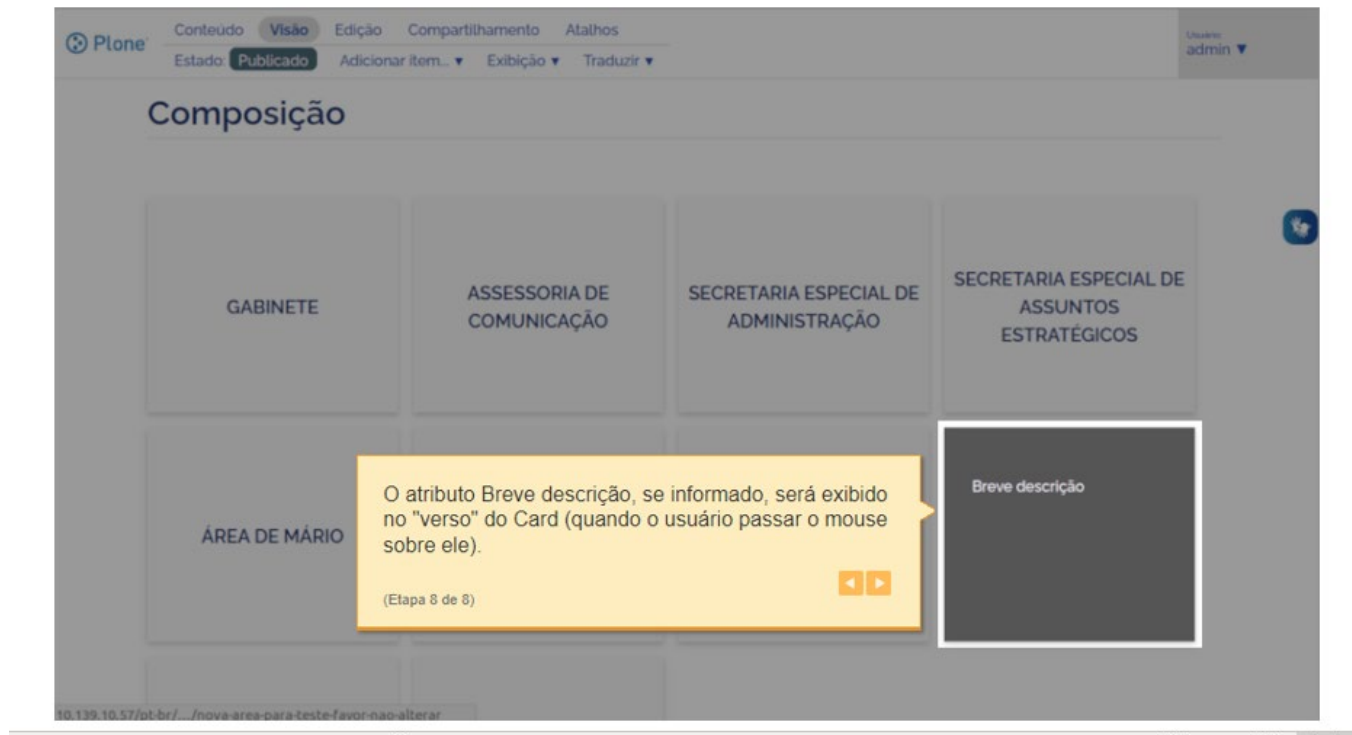 Plone
Conteúdo Visão Edição Compartilhamento Atalhos
Estado: Publicado Adicionar item… ▼ Exibição ▼ Traduzir ▼
Usuário:
admin ▼
Composição
GABINETE
ASSESSORIA DE
COMUNICAÇÃO
SECRETARIA ESPECIAL DE
ADMINISTRAÇÃO
SECRETARIA ESPECIAL DE
ASSUNTOS
ESTRATÉGICOS
ÁREA DE MÁRIO
O atributo Breve descrição, se informado, será exibido
no "verso" do Card (quando o usuário passar o mouse
sobre ele).
(Etapa 8 de 8)
Breve descrição
10.139.10.57/pt-br/.../nova-area-para-teste-favor-nao-alterar